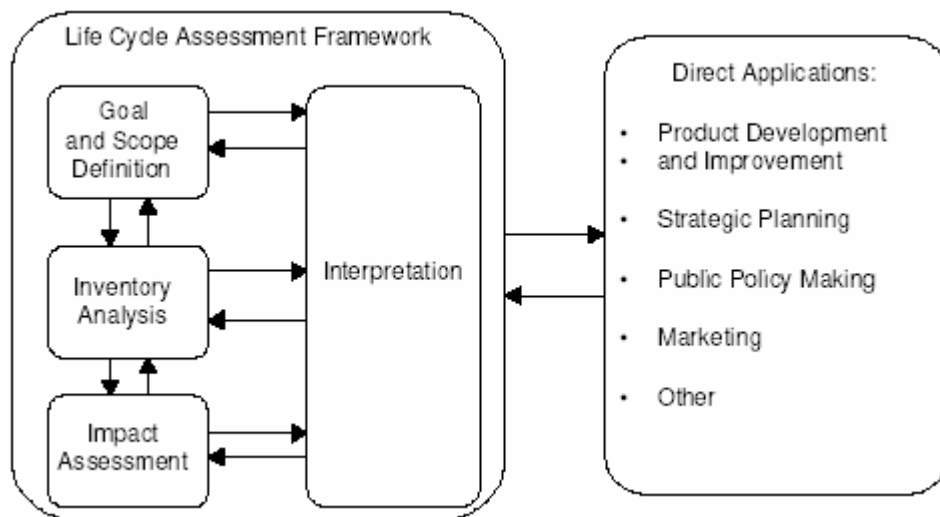 Life Cycle Assessment Framework
Goal
and Scope
Definition
Inventory
Analysis
Impact
Assessment
Interpretation
Direct Applications:
• Product Development
• and Improvement
• Strategic Planning
• Public Policy Making
• Marketing
• Other